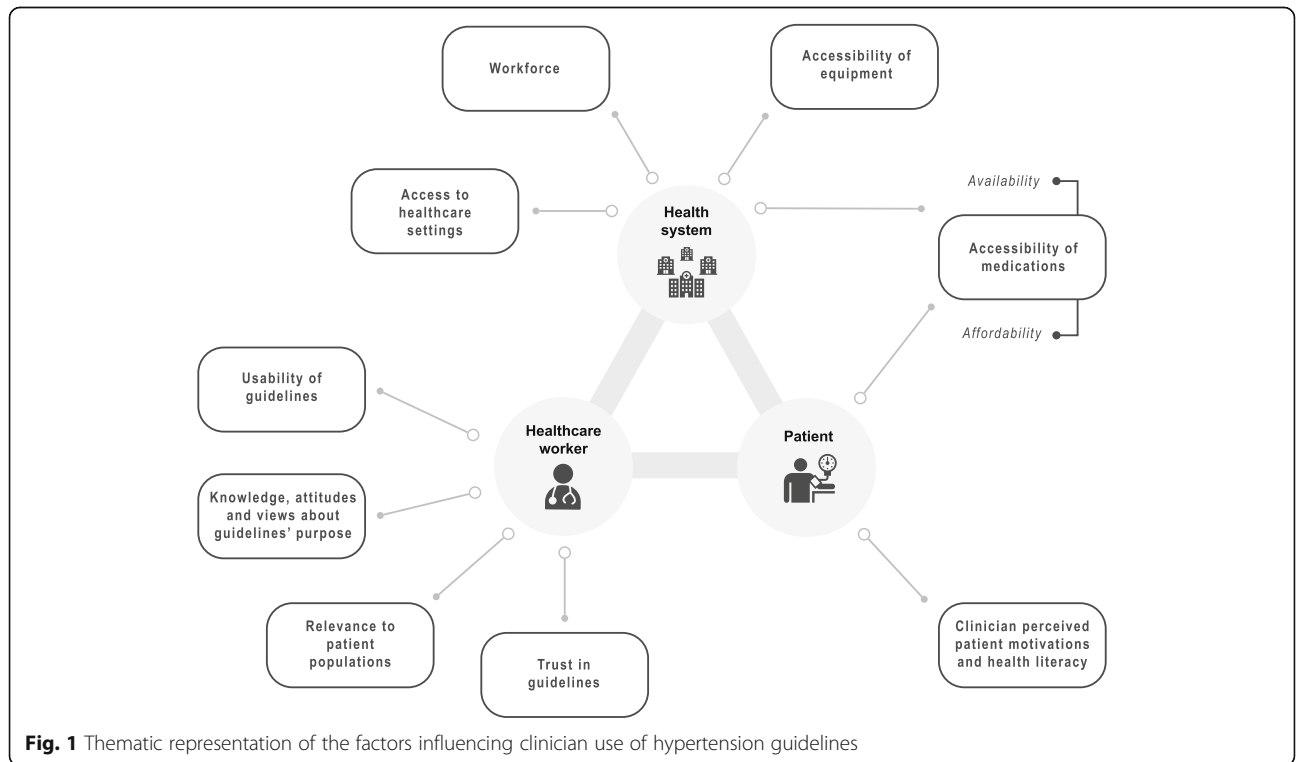 Workforce
Accessibility of
equipment
Access to
healthcare
settings
Health
system
Availability
Accessibility of
medications
Affordability
Usability of
guidelines
Healthcare
worker
Patient
Knowledge, attitudes
and views about
guidelines’ purpose
Relevance to
patient
populations
Trust in
guidelines
Clinician perceived
patient motivations
and health literacy
Fig. 1 Thematic representation of the factors influencing clinician use of hypertension guidelines